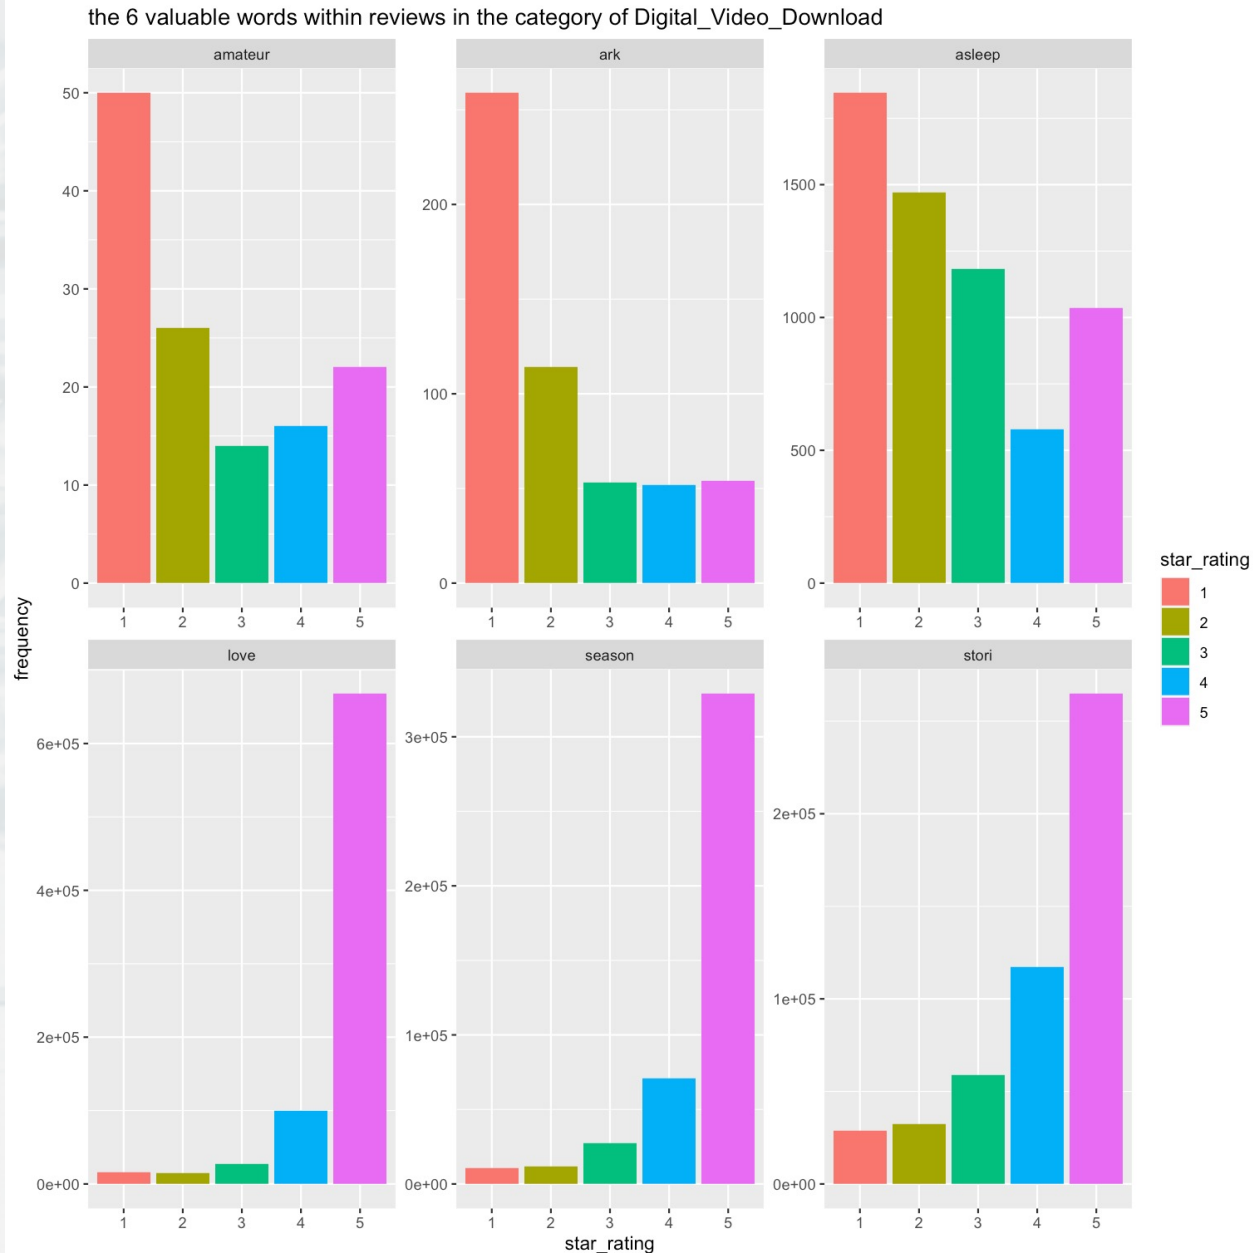 the 6 valuable words within reviews in the category of Digital_Video_Download
amateur
ark
asleep
50
40
30
20
10
0
200
100
0
1500
1000
500
0
1 2 3 4 5
1 2 3 4 5
1 2 3 4 5
frequency
love
season
stori
6e+05
4e+05
2e+05
0e+00
3e+05
2e+05
1e+05
0e+00
2e+05
1e+05
0e+00
1 2 3 4 5
1 2 3 4 5
1 2 3 4 5
star_rating
star_rating
1
2
3
4
5